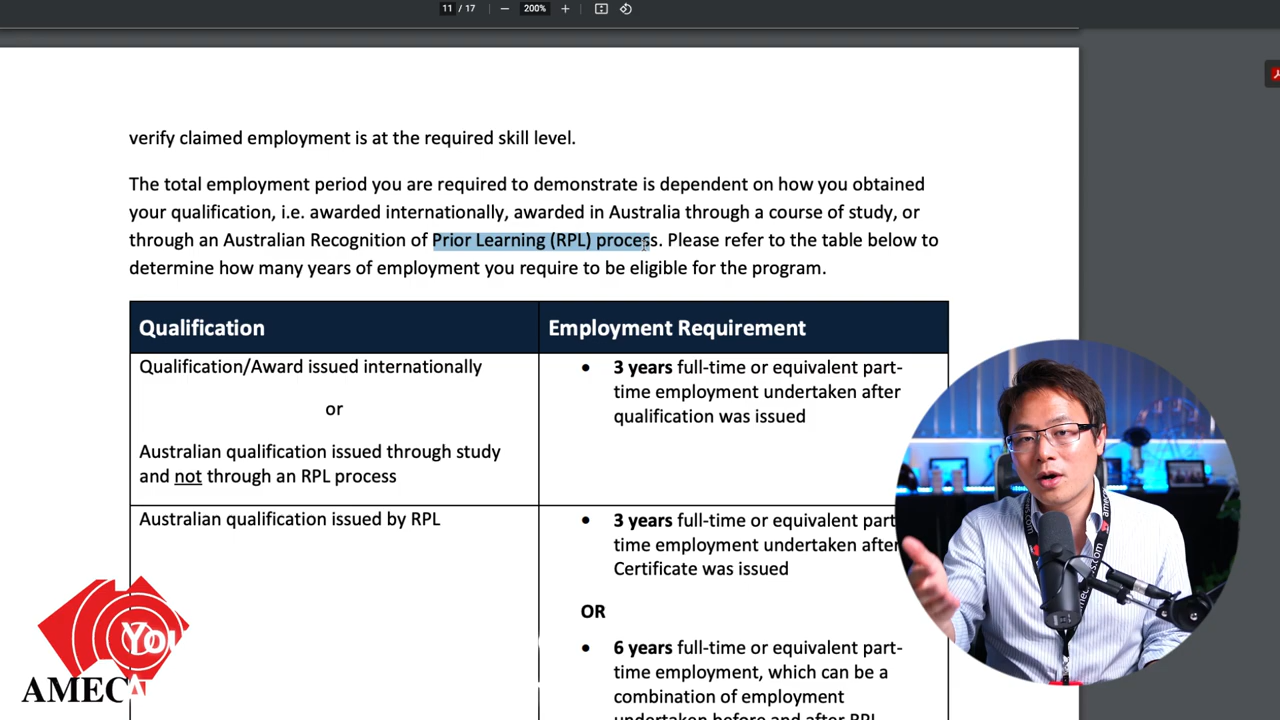 11 / 17
200%
verify claimed employment is at the required skill level.
The total employment period you are required to demonstrate is dependent on how you obtained
your qualification, i.e. awarded internationally, awarded in Australia through a course of study, or
through an Australian Recognition of Prior Learning (RPL) process. Please refer to the table below to
determine how many years of employment you require to be eligible for the program.
Qualification
Employment Requirement
Qualification/Award issued internationally
or
Australian qualification issued through study
and not through an RPL process
• 3 years full-time or equivalent part-
time employment undertaken after
qualification was issued
Australian qualification issued by RPL
• 3 years full-time or equivalent part
time employment undertaken after
Certificate was issued
OR
• 6 years full-time or equivalent part-
time employment, which can be a
combination of employment
undertaken before and after RPL
You
AMEC